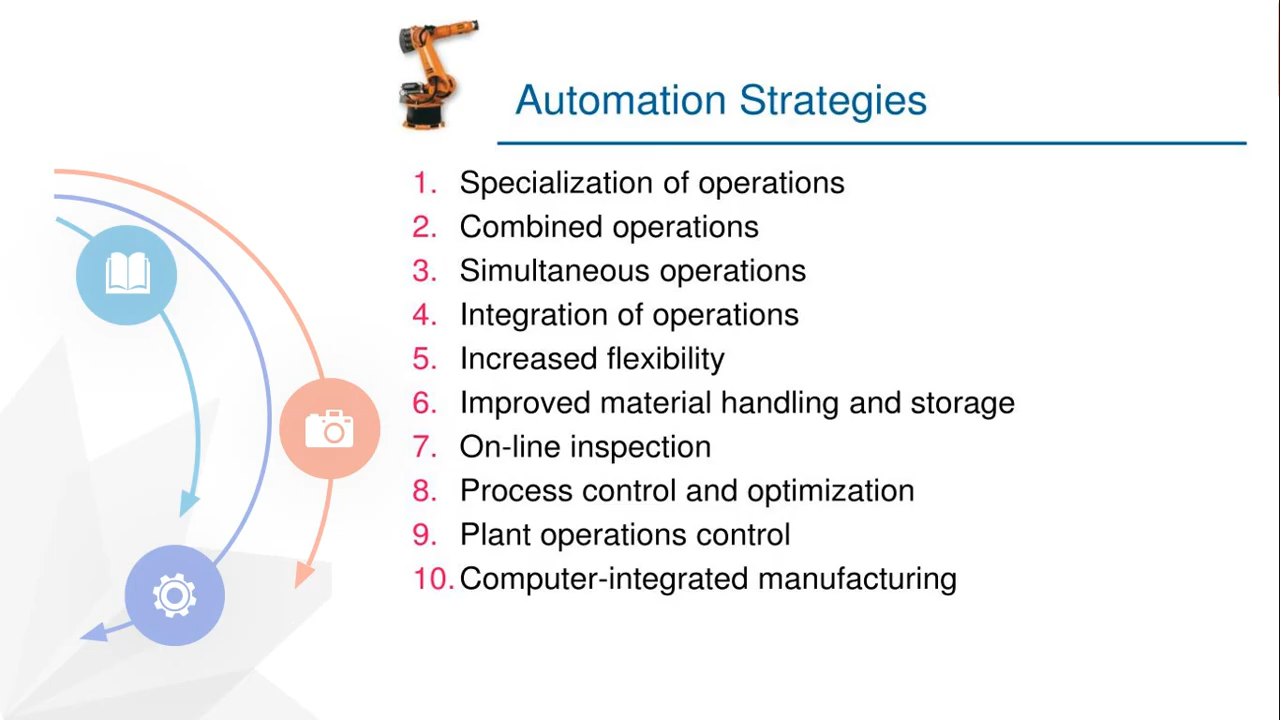 Automation Strategies
1. Specialization of operations
2. Combined operations
3. Simultaneous operations
4. Integration of operations
5. Increased flexibility
6. Improved material handling and storage
7. On-line inspection
8. Process control and optimization
9. Plant operations control
10. Computer-integrated manufacturing